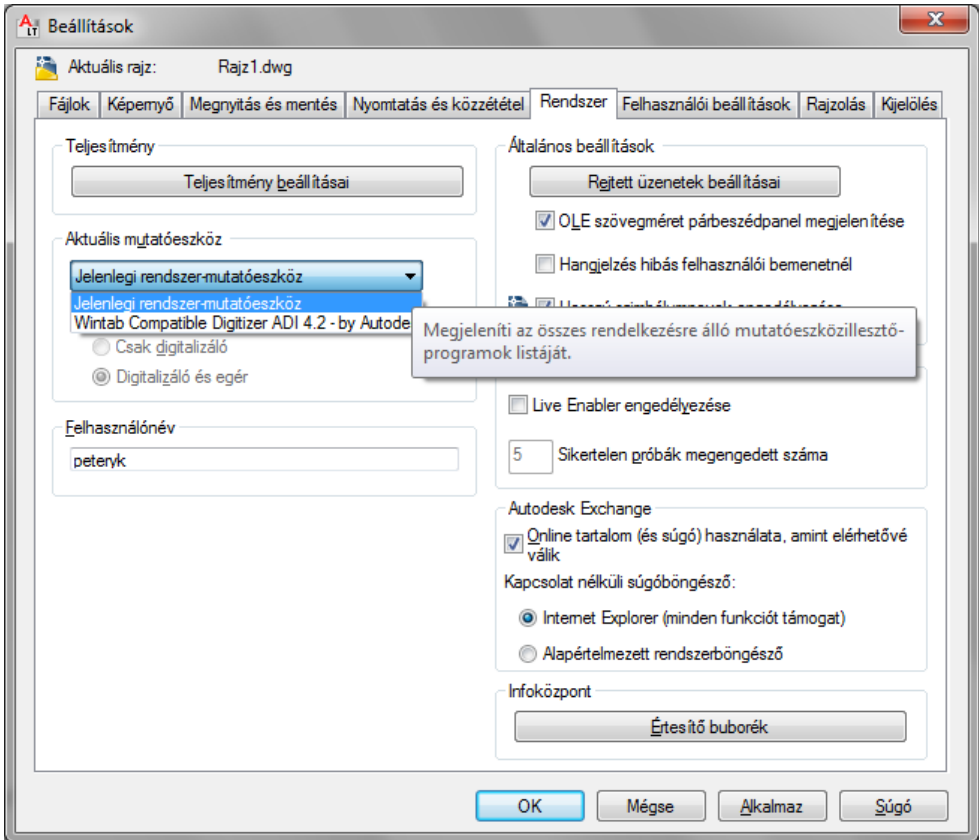 Beállítások
Aktuális rajz: Rajz1.dwg
Fájlok Képernyő Megnyitás és mentés Nyomtatás és közzététel Rendszer Felhasználói beállítások Rajzolás Kijelölés
Teljesítmény
Teljesítmény beállításai
Aktuális mutatóeszköz
Jelenlegi rendszer-mutatóeszköz
Jelenlegi rendszer-mutatóeszköz
Wintab Compatible Digitizer ADI 4.2 - by Autode
Csak digitalizáló
Digitalizáló és egér
Felhasználónév
peteryk
Általános beállítások
Rejtett üzenetek beállításai
OLE szövegméret párbeszédpanel megjelenítése
Hangjelzés hibás felhasználói bemenetnél
Megjeleníti az összes rendelkezésre álló mutatóeszközillesztő-
programok listáját.
Live Enabler engedélyezése
5 Sikertelen próbák megengedett száma
Autodesk Exchange
Online tartalom (és súgó) használata, amint elérhetővé
válik
Kapcsolat nélküli súgóböngésző:
Internet Explorer (minden funkciót támogat)
Alapértelmezett rendszerböngésző
Infoközpont
Értesítő buborék
OK Mégse Alkalmaz Súgó